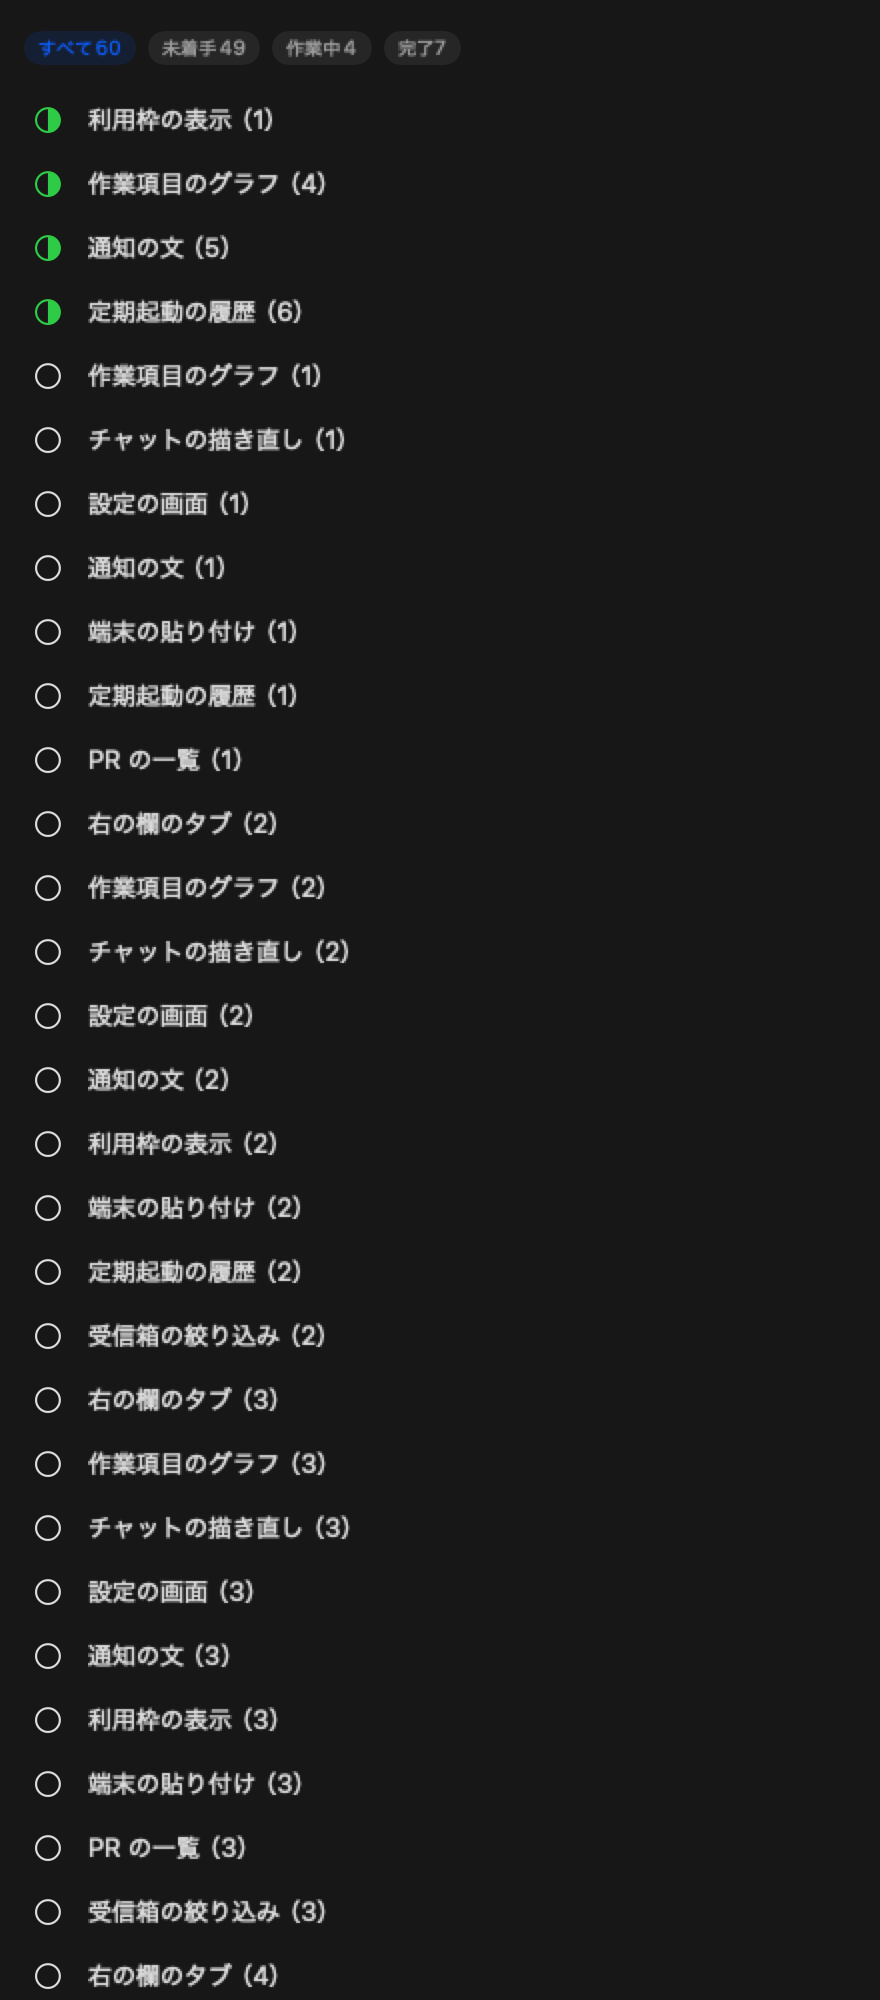 すべて 60 未着手 49 作業中 4 完了 7
利用枠の表示（1）
作業項目のグラフ（4）
通知の文（5）
定期起動の履歴（6）
作業項目のグラフ（1）
チャットの描き直し（1）
設定の画面（1）
通知の文（1）
端末の貼り付け（1）
定期起動の履歴（1）
PR の一覧（1）
右の欄のタブ（2）
作業項目のグラフ（2）
チャットの描き直し（2）
設定の画面（2）
通知の文（2）
利用枠の表示（2）
端末の貼り付け（2）
定期起動の履歴（2）
受信箱の絞り込み（2）
右の欄のタブ（3）
作業項目のグラフ（3）
チャットの描き直し（3）
設定の画面（3）
通知の文（3）
利用枠の表示（3）
端末の貼り付け（3）
PR の一覧（3）
受信箱の絞り込み（3）
右の欄のタブ（4）